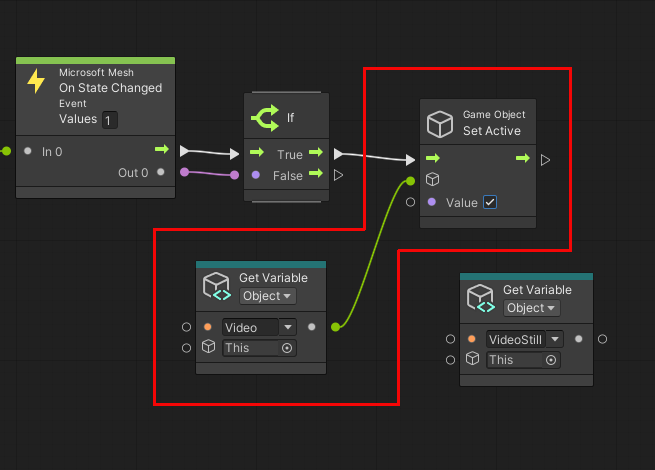 Microsoft Mesh
On State Changed
Event
Values 1
In 0
Out 0
If
True
False
Game Object
Set Active
Value
Get Variable
Object
Video
This
Get Variable
Object
VideoStill
This